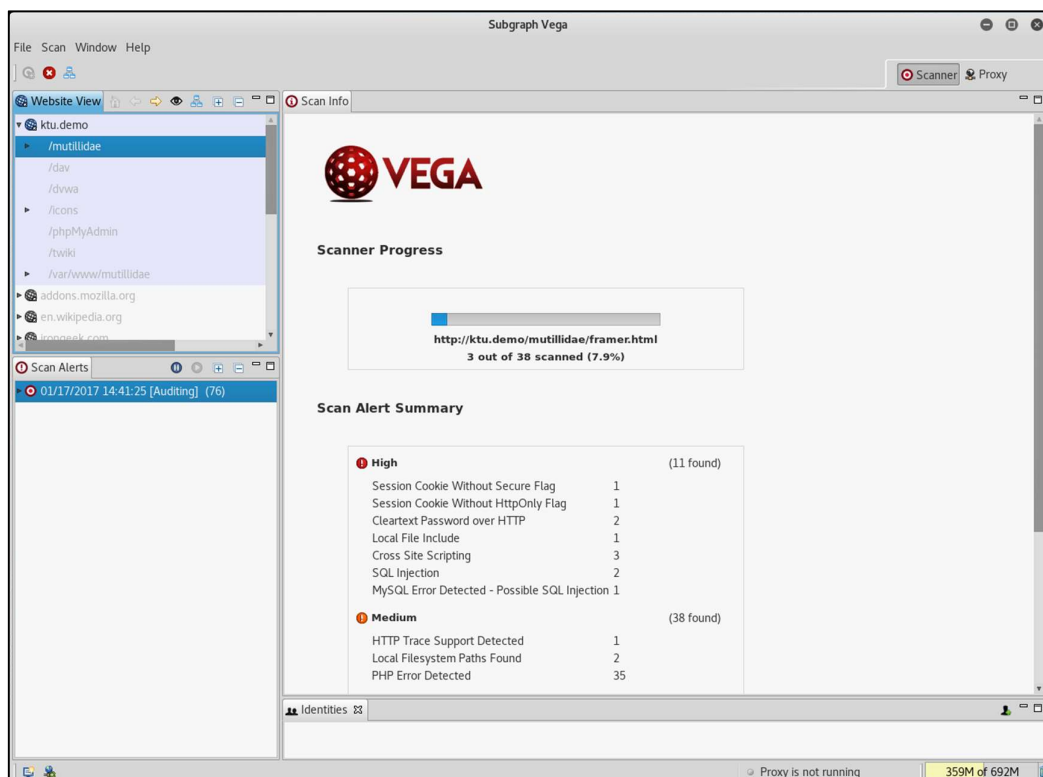 Subgraph Vega
File Scan Window Help
Scanner Proxy
Website View
ktu.demo
/mutillidae
/dav
/dvwa
/icons
/phpMyAdmin
/twiki
/var/www/mutillidae
addons.mozilla.org
en.wikipedia.org
irongeek.com
Scan Alerts
01/17/2017 14:41:25 [Auditing] (76)
Scan Info
VEGA
Scanner Progress
http://ktu.demo/mutillidae/framer.html
3 out of 38 scanned (7.9%)
Scan Alert Summary
High (11 found)
Session Cookie Without Secure Flag 1
Session Cookie Without HttpOnly Flag 1
Cleartext Password over HTTP 2
Local File Include 1
Cross Site Scripting 3
SQL Injection 2
MySQL Error Detected - Possible SQL Injection 1
Medium (38 found)
HTTP Trace Support Detected 1
Local Filesystem Paths Found 2
PHP Error Detected 35
Identities
Proxy is not running 359M of 692M